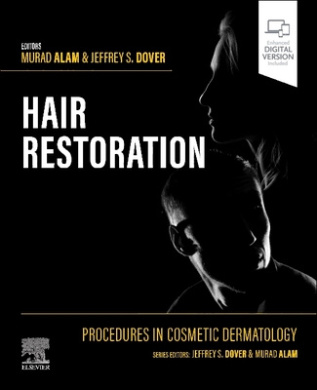 EDITORS
MURAD ALAM & JEFFREY S. DOVER
Enhanced
DIGITAL
VERSION
Included
HAIR
RESTORATION
PROCEDURES IN COSMETIC DERMATOLOGY
SERIES EDITORS: JEFFREY S. DOVER & MURAD ALAM
ELSEVIER